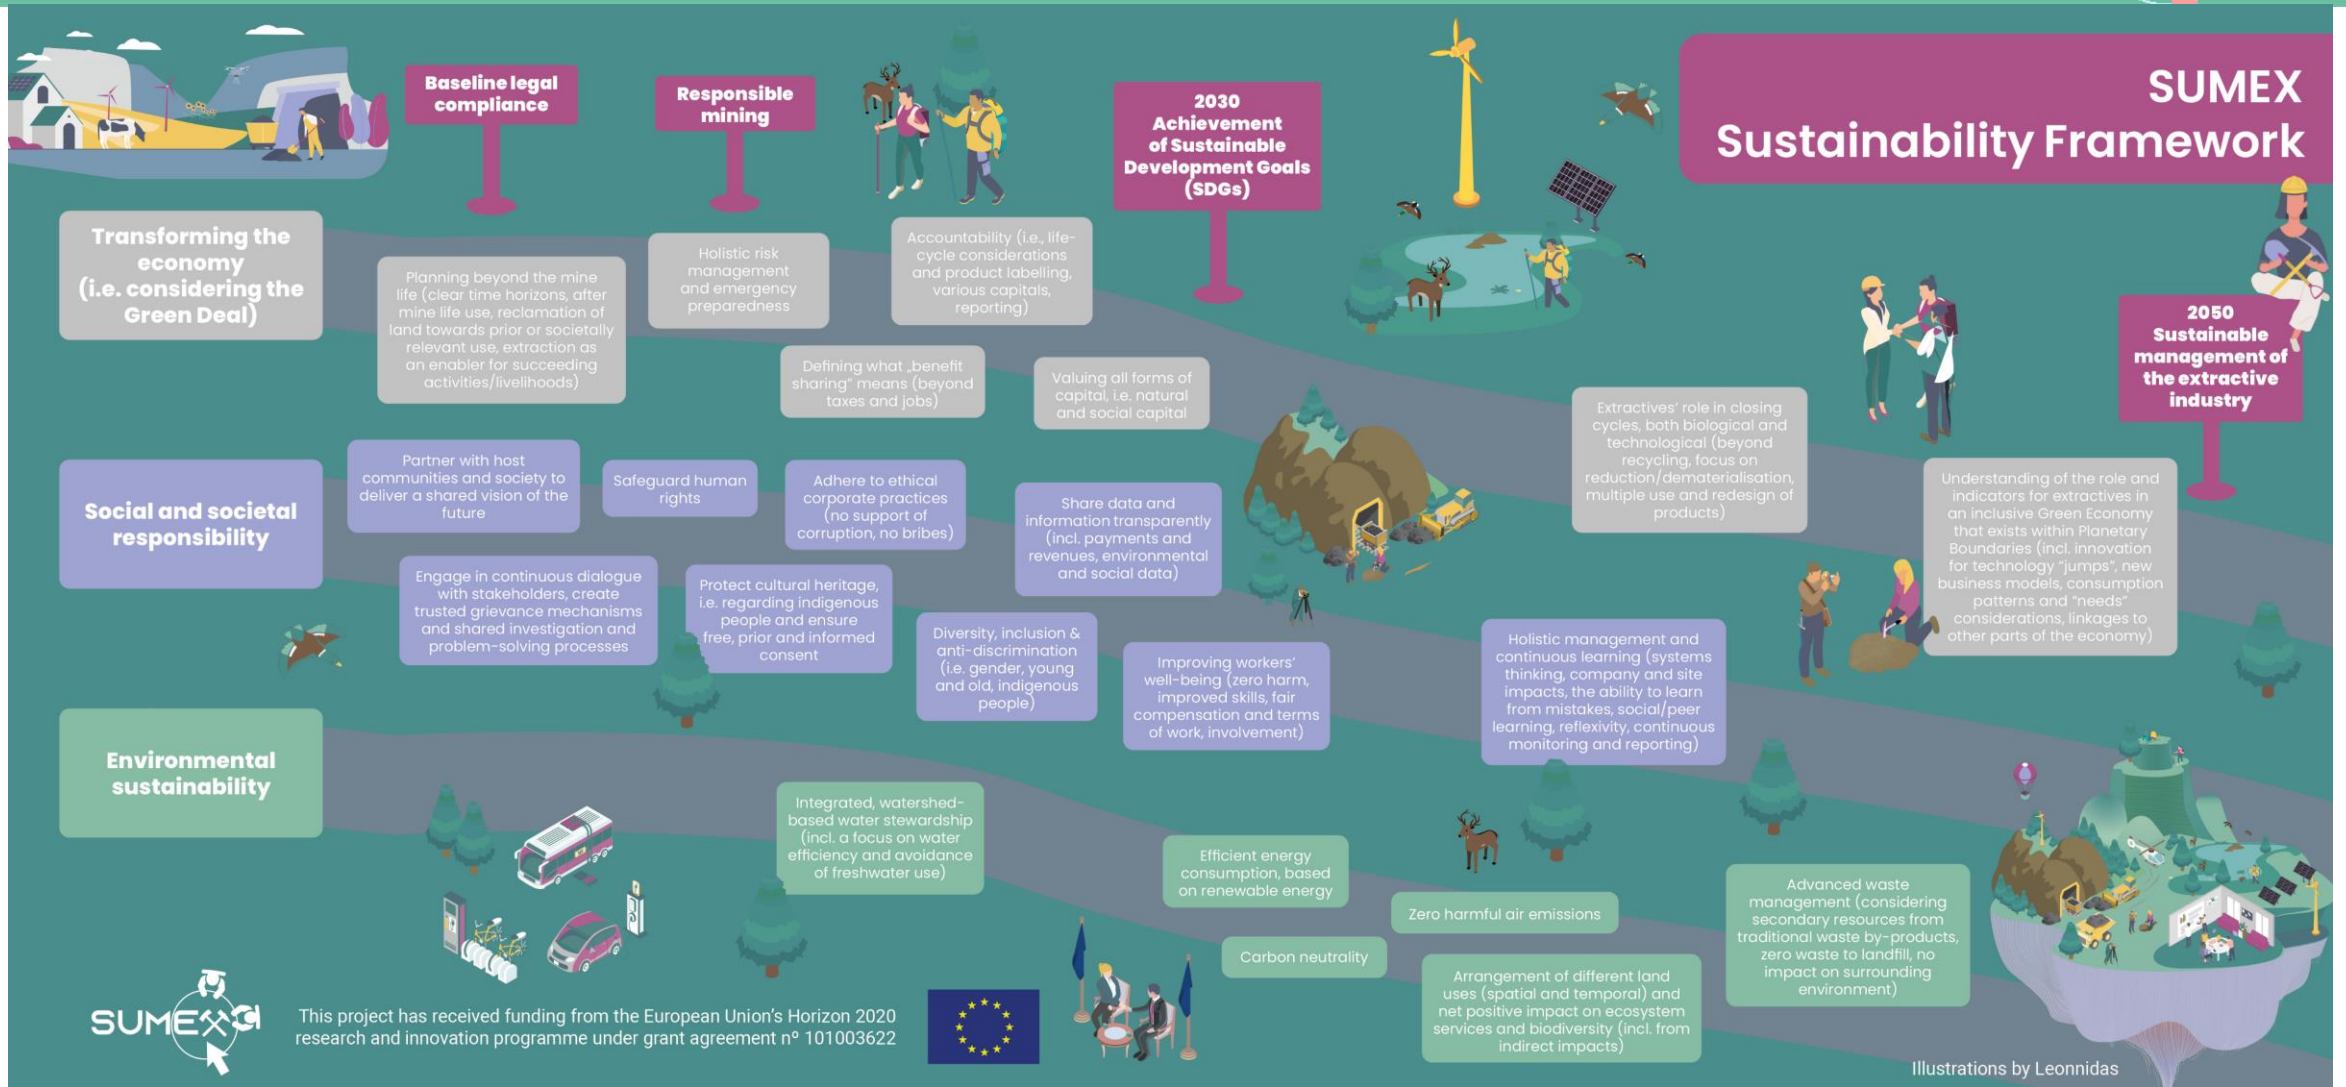 SUMEX
Sustainability Framework
Baseline legal
compliance
Responsible
mining
2030
Achievement
of Sustainable
Development Goals
(SDGs)
2050
Sustainable
management of
the extractive
industry
Transforming the
economy
(i.e. considering the
Green Deal)
Planning beyond the mine
life (clear time horizons, after
mine life use, reclamation of
land towards prior or societally
relevant use, extraction as
an enabler for succeeding
activities/livelihoods)
Holistic risk
management
and emergency
preparedness
Accountability (i.e., life-
cycle considerations
and product labelling,
various capitals,
reporting)
Defining what „benefit
sharing" means (beyond
taxes and jobs)
Valuing all forms of
capital, i.e. natural
and social capital
Extractives' role in closing
cycles, both biological and
technological (beyond
recycling, focus on
reduction/dematerialisation,
multiple use and redesign of
products)
Understanding of the role and
indicators for extractives in
an inclusive Green Economy
that exists within Planetary
Boundaries (incl. innovation
for technology "jumps", new
business models, consumption
patterns and "needs"
considerations, linkages to
other parts of the economy)
Social and societal
responsibility
Partner with host
communities and society to
deliver a shared vision of the
future
Safeguard human
rights
Adhere to ethical
corporate practices
(no support of
corruption, no bribes)
Share data and
information transparently
(incl. payments and
revenues, environmental
and social data)
Engage in continuous dialogue
with stakeholders, create
trusted grievance mechanisms
and shared investigation and
problem-solving processes
Protect cultural heritage,
i.e. regarding indigenous
people and ensure
free, prior and informed
consent
Diversity, inclusion &
anti-discrimination
(i.e. gender, young
and old, indigenous
people)
Improving workers'
well-being (zero harm,
improved skills, fair
compensation and terms
of work, involvement)
Holistic management and
continuous learning (systems
thinking, company and site
impacts, the ability to learn
from mistakes, social/peer
learning, reflexivity, continuous
monitoring and reporting)
Environmental
sustainability
Integrated, watershed-
based water stewardship
(incl. a focus on water
efficiency and avoidance
of freshwater use)
Efficient energy
consumption, based
on renewable energy
Zero harmful air emissions
Carbon neutrality
Arrangement of different land
uses (spatial and temporal) and
net positive impact on ecosystem
services and biodiversity (incl. from
indirect impacts)
Advanced waste
management (considering
secondary resources from
traditional waste by-products,
zero waste to landfill, no
impact on surrounding
environment)
SUMEX
This project has received funding from the European Union's Horizon 2020
research and innovation programme under grant agreement nº 101003622
Illustrations by Leonnidas